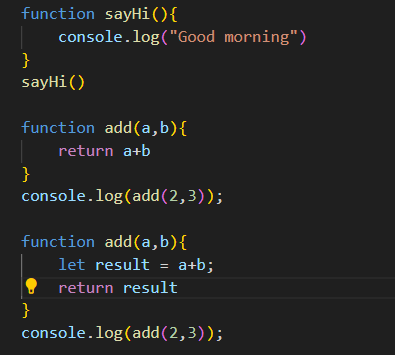 function sayHi(){
    console.log("Good morning")
}
sayHi()

function add(a,b){
    return a+b
}
console.log(add(2,3));

function add(a,b){
    let result = a+b;
    return result
}
console.log(add(2,3));